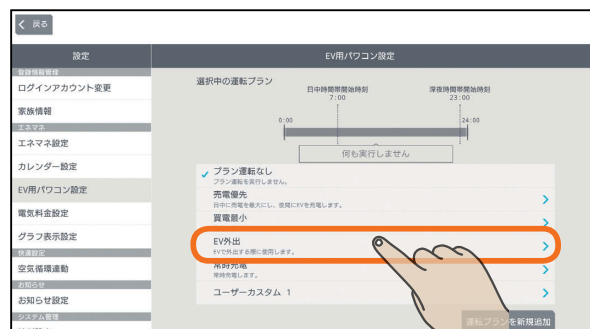 戻る
設定
EV用パワコン設定
登録情報管理
ログインアカウント変更
家族情報
エネマネ
エネマネ設定
カレンダー設定
EV用パワコン設定
電気料金設定
グラフ表示設定
快適設定
空気循環連動
お知らせ
お知らせ設定
システム管理
選択中の運転プラン
日中時間帯開始時刻
7:00
深夜時間帯開始時刻
23:00
0:00
24:00
何も実行しません
プラン運転なし
プラン運転を実行しません。
売電優先
日中に売電を最大にし、夜間にEVを充電します。
買電最小
EV外出
EVで外出する際に使用します。
常時充電
常時充電します。
ユーザーカスタム 1
運転プランを新規追加